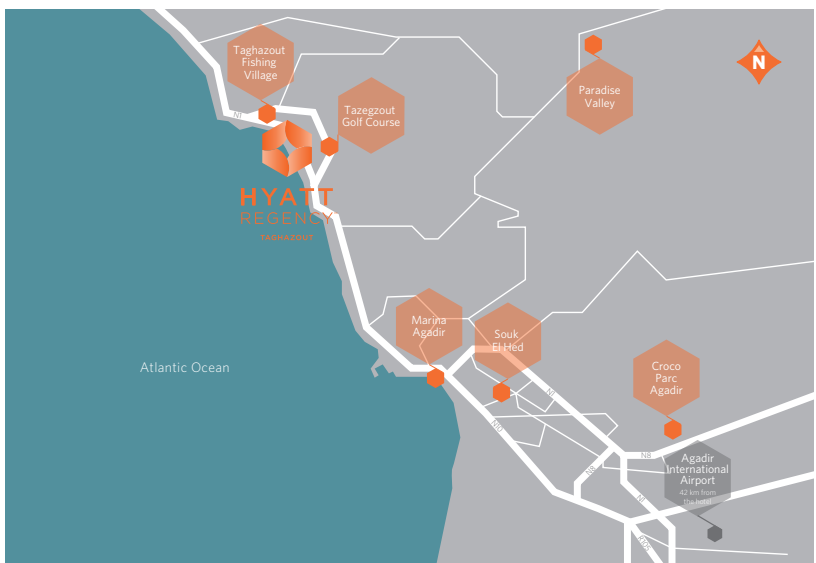 Taghazout
Fishing
Village
N
Paradise
Valley
Tazegzout
Golf Course
N1
HYATT
REGENCY
TAGHAZOUT
Marina
Agadir
Souk
El Hed
Atlantic Ocean
Croco
Parc
Agadir
N1
N10
N8
N8
Agadir
International
Airport
42 km from
the hotel
N1